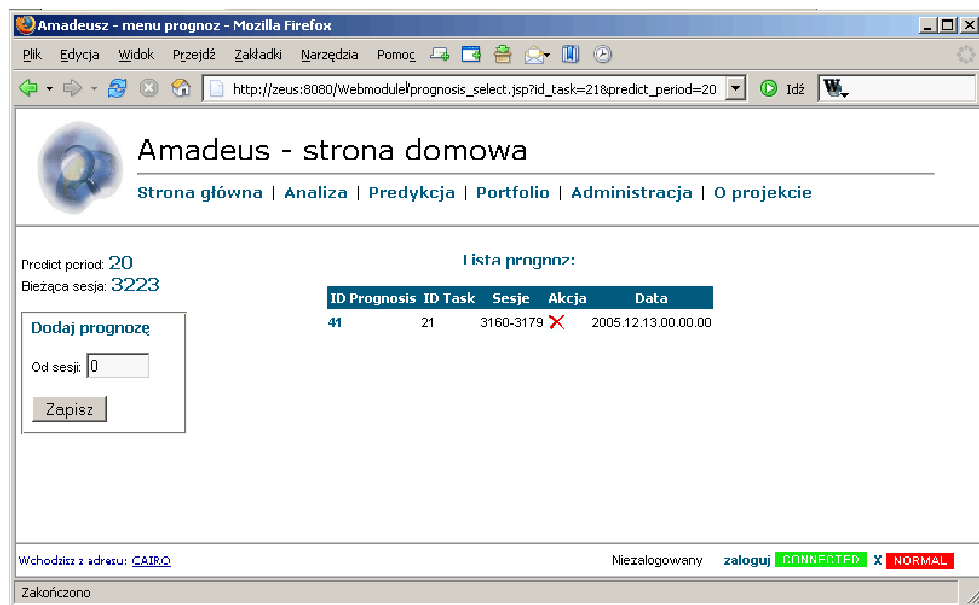 Amadeusz - menu prognoz - Mozilla Firefox
Plik Edycja Widok Przejdź Zakładki Narzędzia Pomoc
http://zeus:8080/Webmodule/prognosis_select.jsp?id_task=21&predict_period=20 Idź W.
Amadeus - strona domowa
Strona główna | Analiza | Predykcja | Portfolio | Administracja | O projekcie
Predict period: 20
Bieżąca sesja: 3223
Lista prognoz:
ID Prognosis ID Task Sesje Akcja Data
41 21 3160-3179 2005.12.13.00.00.00
Dodaj prognozę
Od sesji: 0
Zapisz
Wchodzisz z adresu: CAIRO
Niezalogowany zaloguj CONNECTED X NORMAL
Zakończono